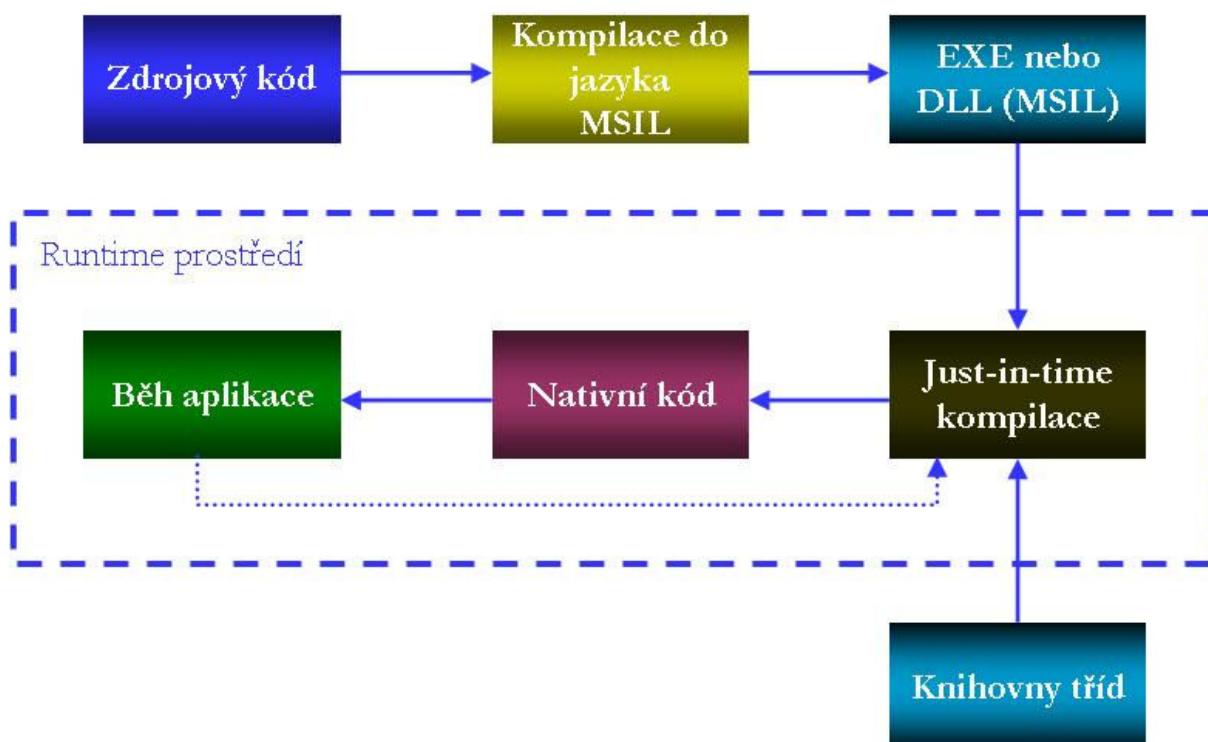 Zdrojový kód
Kompilace do
jazyka
MSIL
EXE nebo
DLL (MSIL)
Runtime prostředí
Běh aplikace
Nativní kód
Just-in-time
kompilace
Knihovny tříd